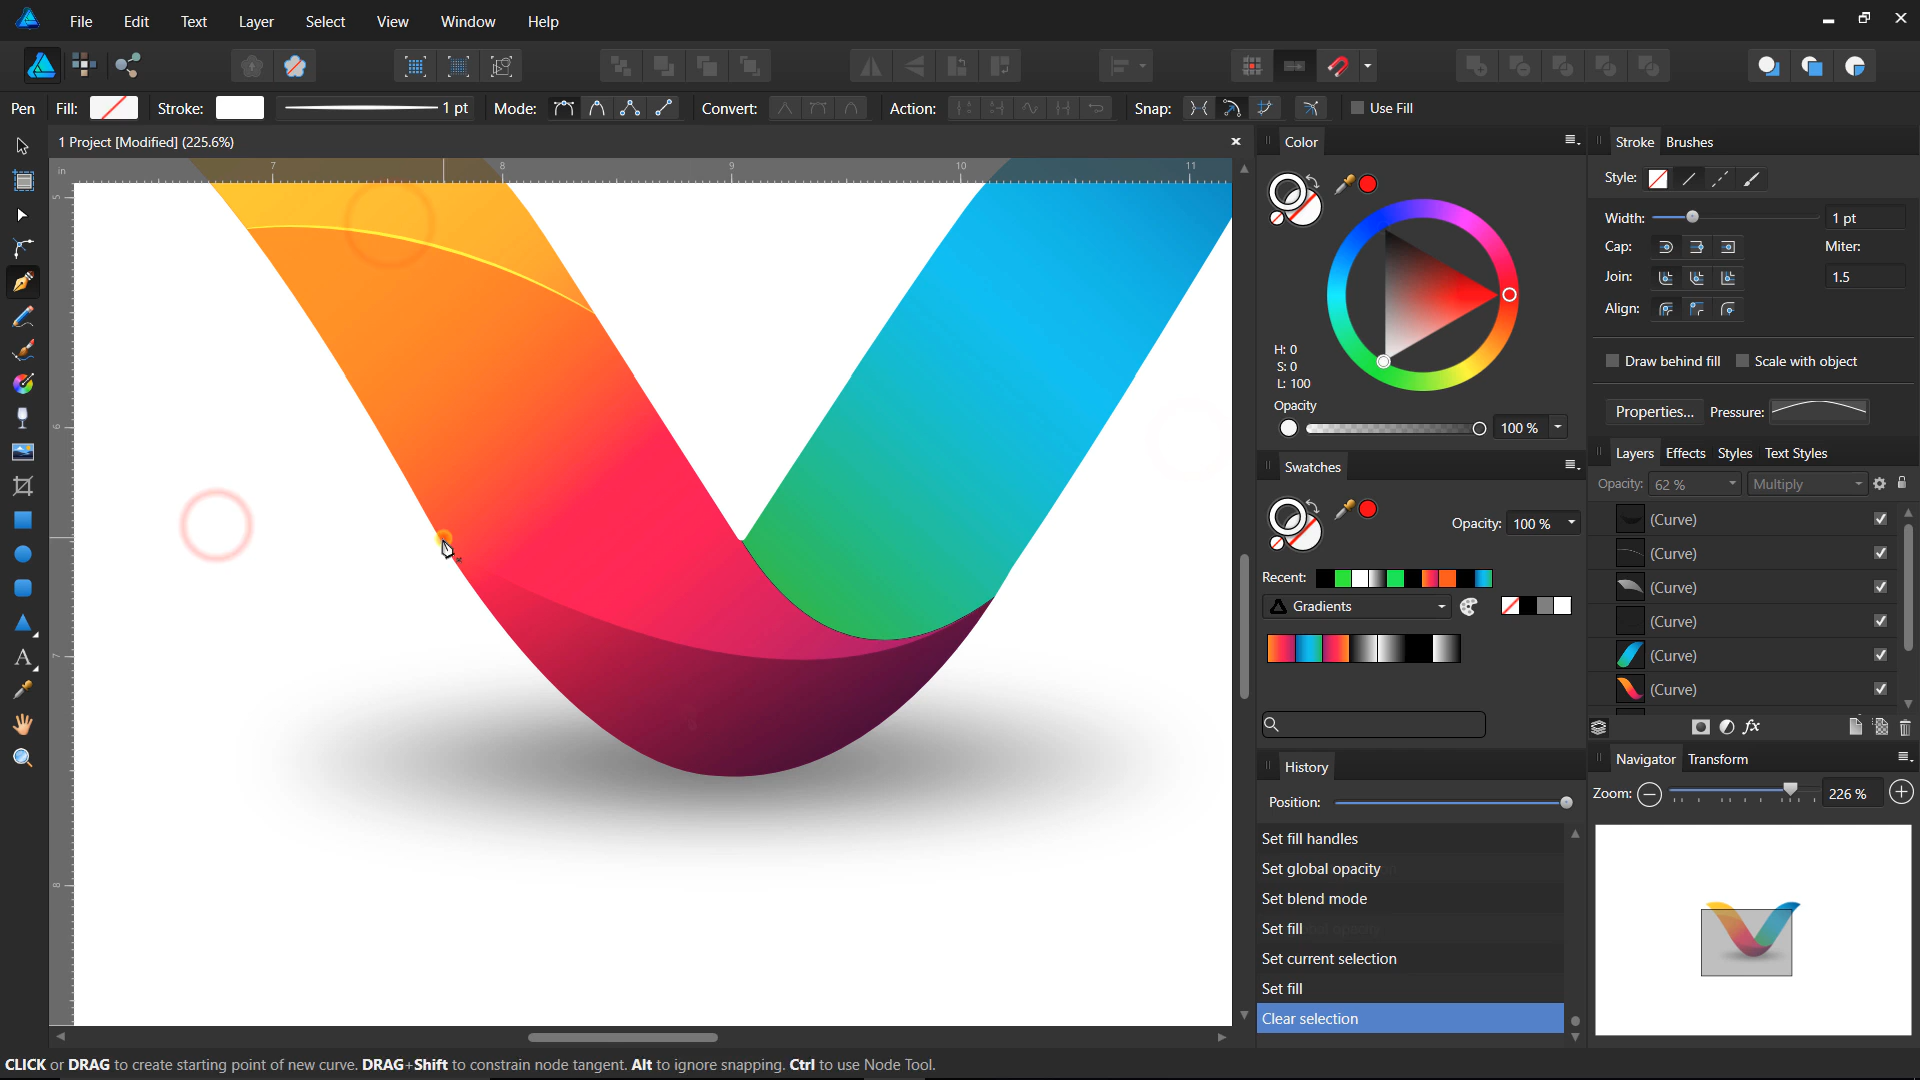 File Edit Text Layer Select View Window Help
Pen Fill: Stroke: 1 pt Mode: Convert: Action: Snap: Use Fill
1 Project [Modified] (225.6%)
in 7 8 9 10 11
5
6
7
8
Color
H: 0
S: 0
L: 100
Opacity
100 %
Swatches
Opacity: 100 %
Recent:
Gradients
History
Position:
Set fill handles
Set global opacity
Set blend mode
Set fill
Set current selection
Set fill
Clear selection
Stroke Brushes
Style:
Width: 1 pt
Cap: Miter:
Join: 1.5
Align:
Draw behind fill Scale with object
Properties... Pressure:
Layers Effects Styles Text Styles
Opacity: 62 % Multiply
(Curve)
(Curve)
(Curve)
(Curve)
(Curve)
(Curve)
Navigator Transform
Zoom: 226 %
CLICK or DRAG to create starting point of new curve. DRAG+Shift to constrain node tangent. Alt to ignore snapping. Ctrl to use Node Tool.